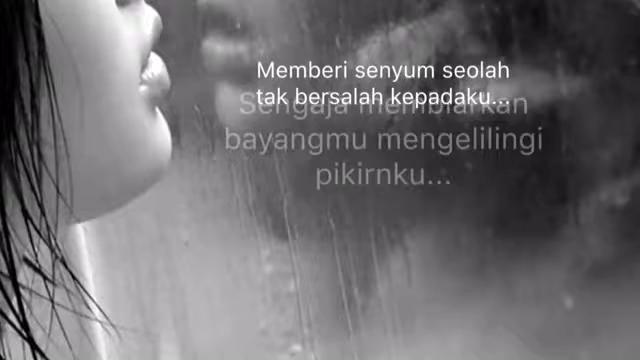 Memberi senyum seolah
tak bersalah kepadaku...
Sengaja membiarkan
bayangmu mengelilingi
pikirnku...